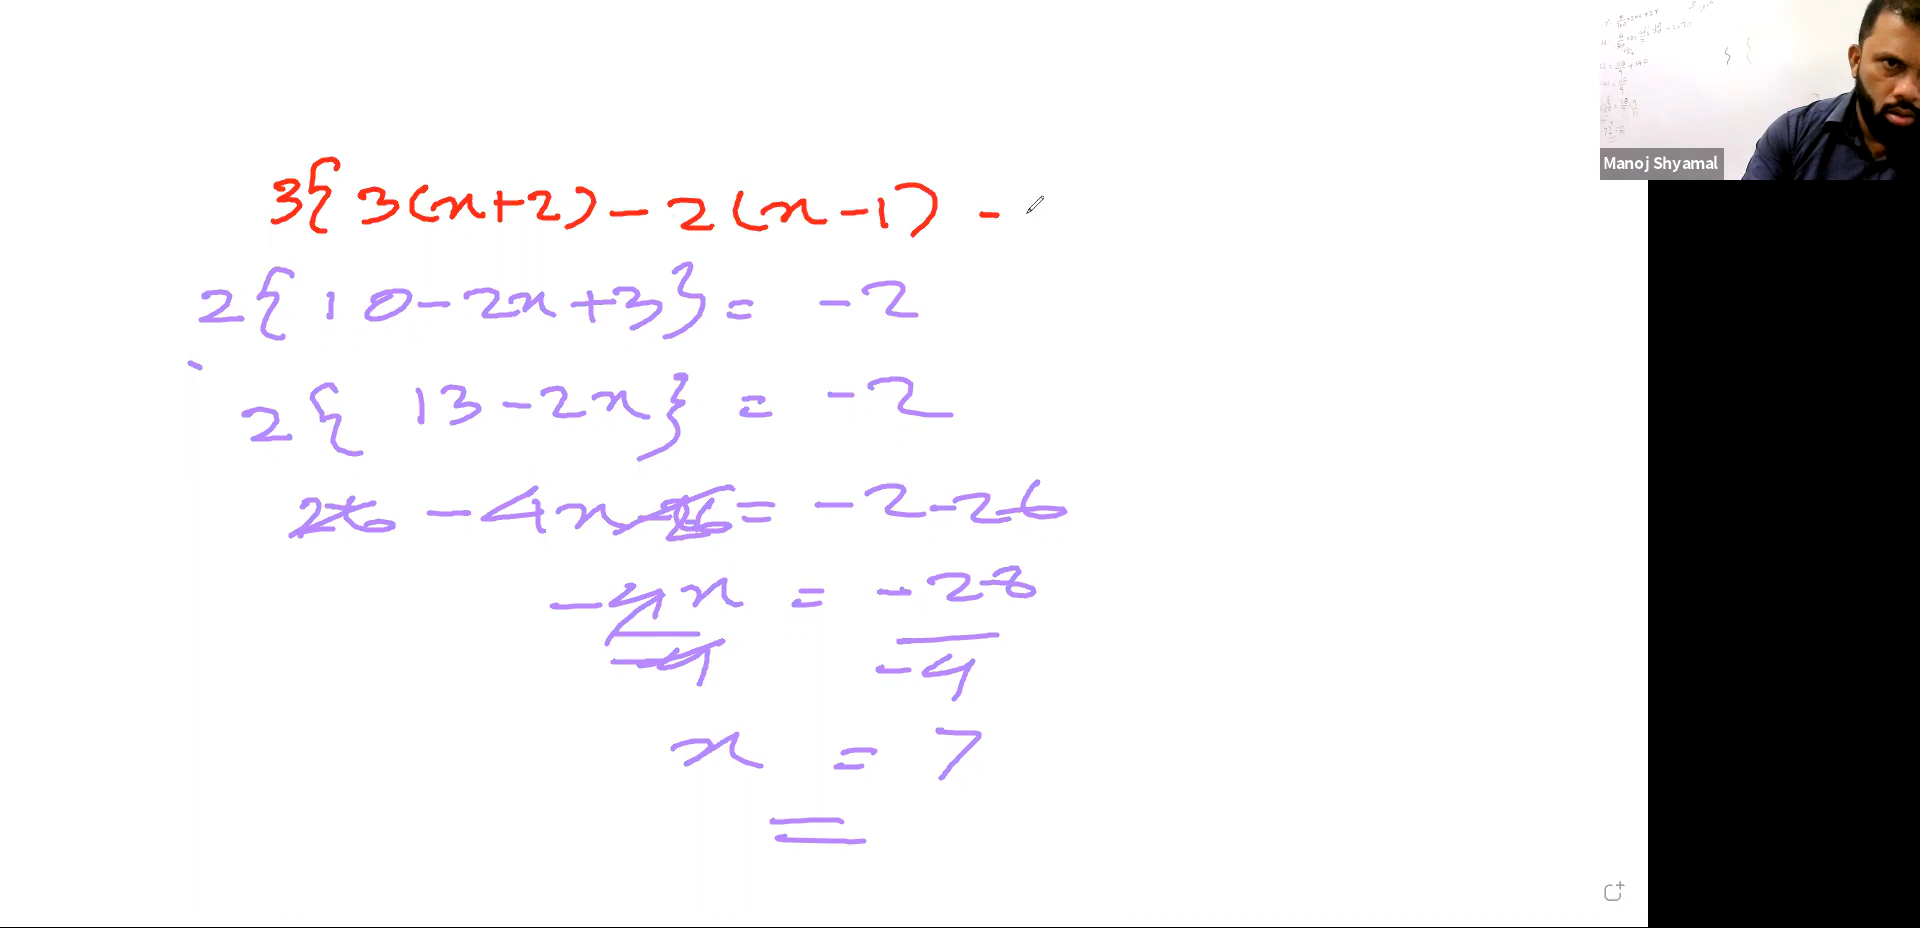 3{ 3(x+2) - 2(x-1) -
2{ 10 - 2x + 3} = -2
2{ 13 - 2x} = -2
26 - 4x - 26 = -2 - 26
-4x = -28
-4 -4
x = 7
Manoj Shyamal